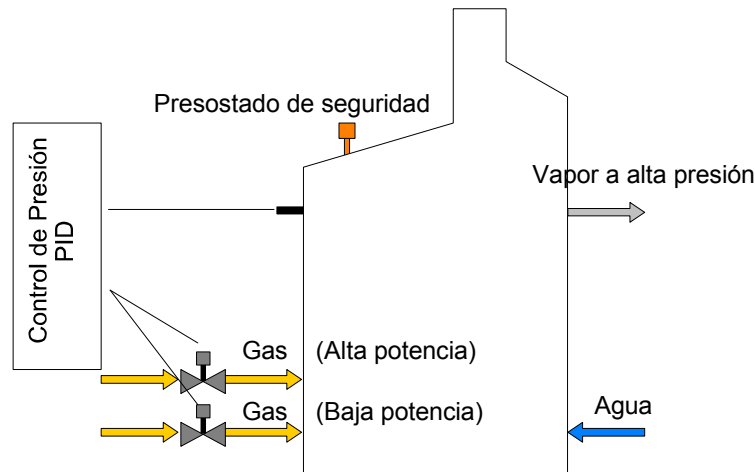 Presostado de seguridad
Control de Presión
PID
Vapor a alta presión
Gas (Alta potencia)
Gas (Baja potencia)
Agua